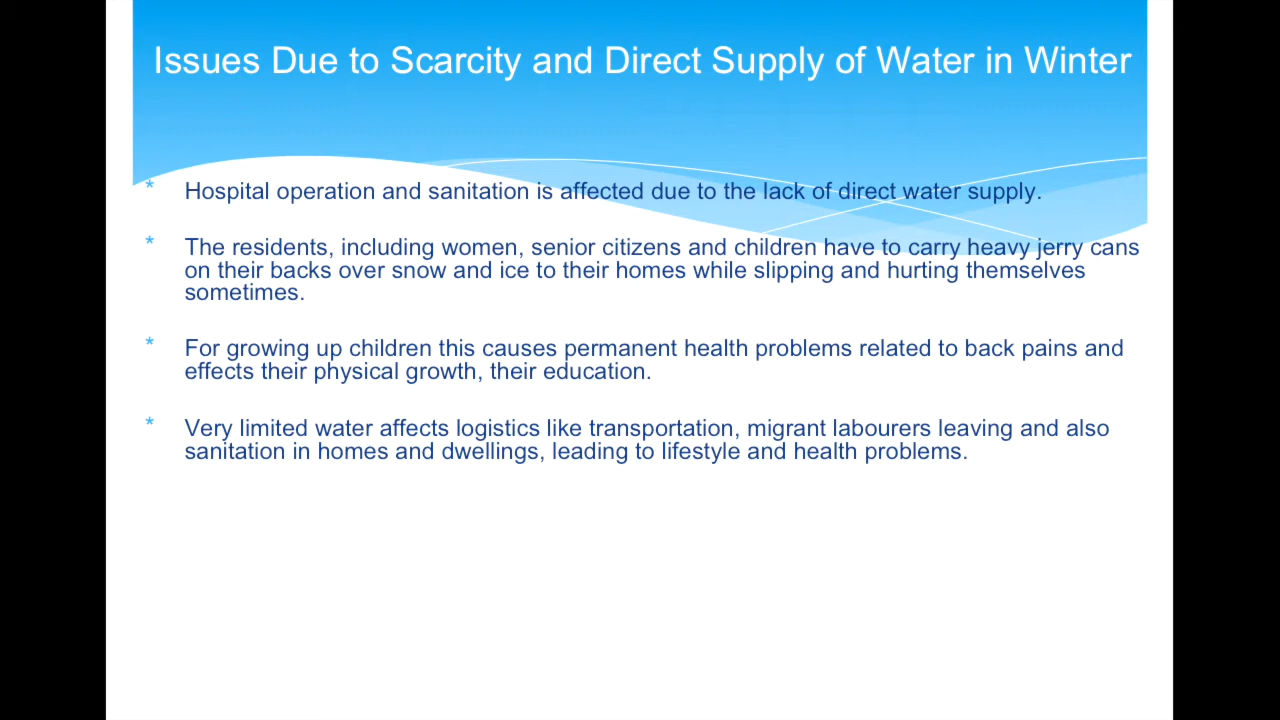 Issues Due to Scarcity and Direct Supply of Water in Winter
* Hospital operation and sanitation is affected due to the lack of direct water supply.
* The residents, including women, senior citizens and children have to carry heavy jerry cans
on their backs over snow and ice to their homes while slipping and hurting themselves
sometimes.
* For growing up children this causes permanent health problems related to back pains and
effects their physical growth, their education.
* Very limited water affects logistics like transportation, migrant labourers leaving and also
sanitation in homes and dwellings, leading to lifestyle and health problems.